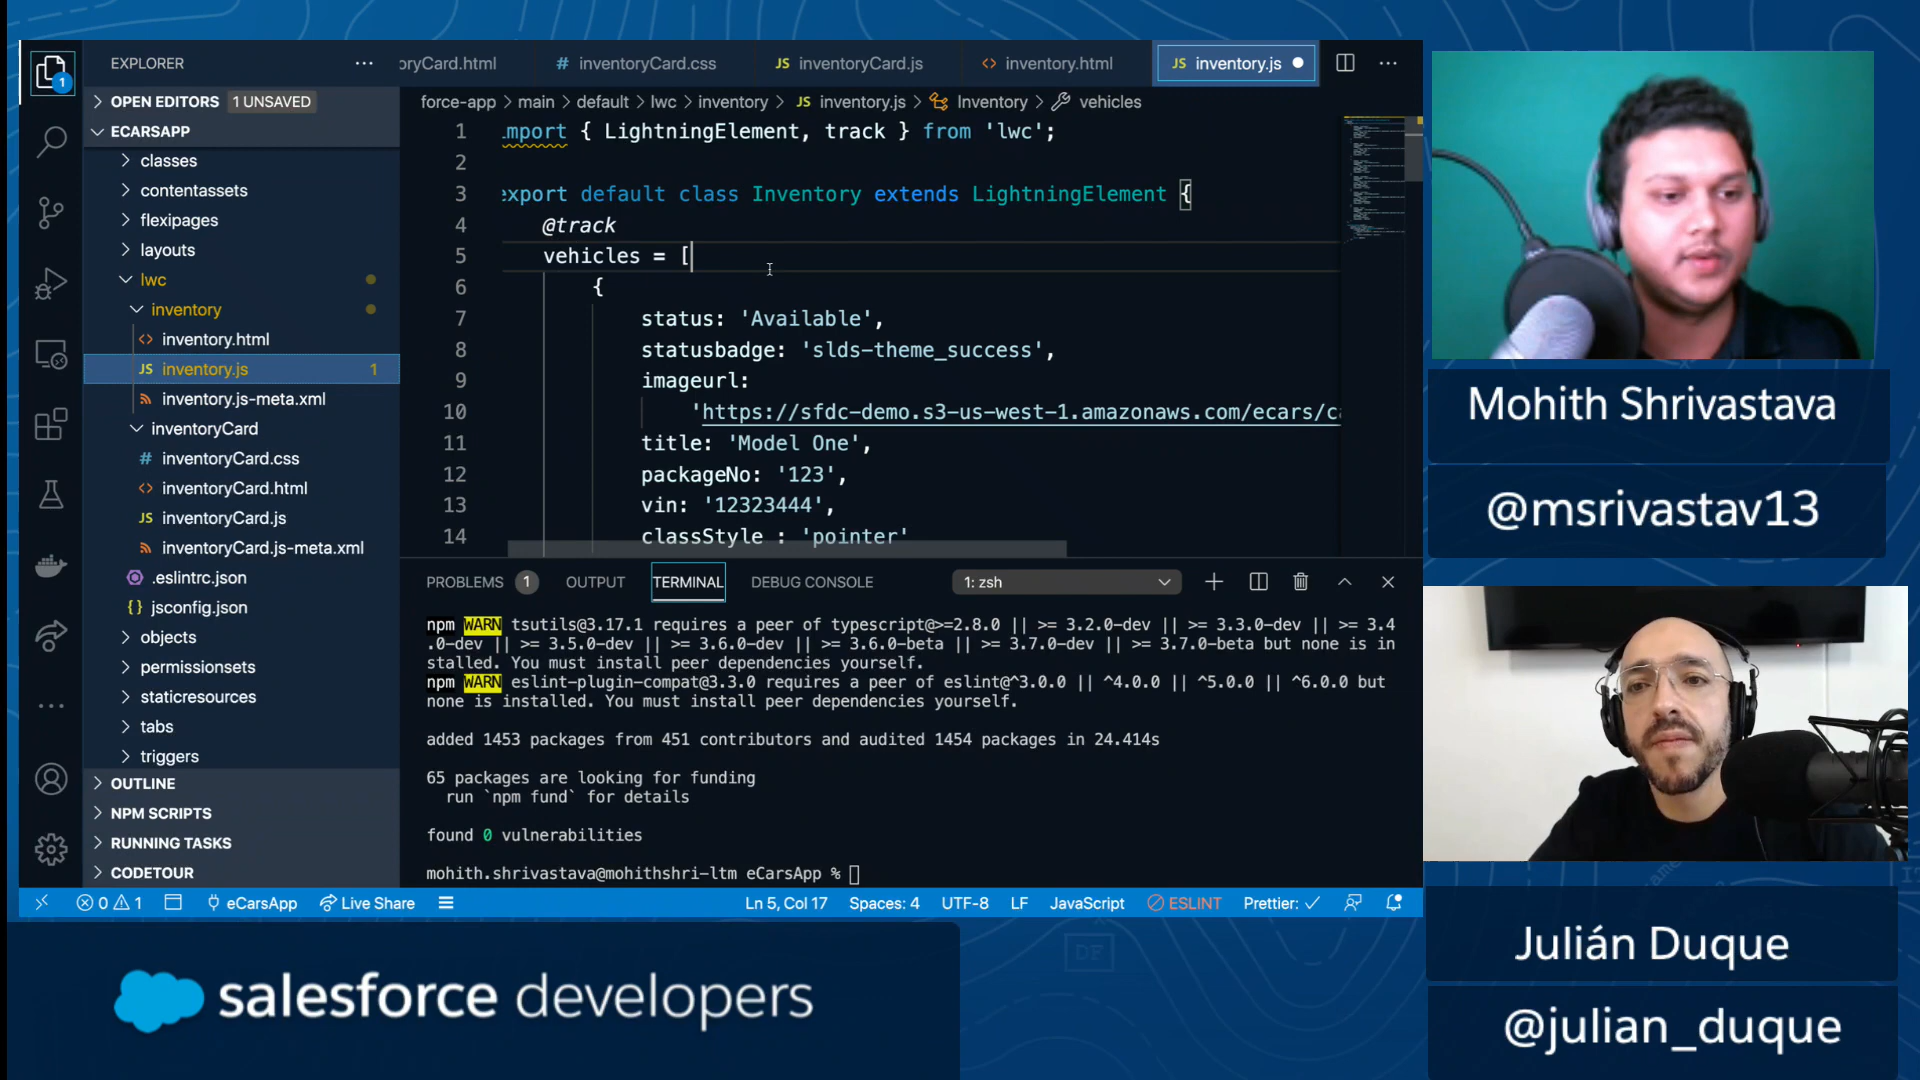 EXPLORER
OPEN EDITORS 1 UNSAVED
ECARSAPP
classes
contentassets
flexipages
layouts
lwc
inventory
inventory.html
JS inventory.js 1
inventory.js-meta.xml
inventoryCard
# inventoryCard.css
inventoryCard.html
JS inventoryCard.js
inventoryCard.js-meta.xml
.eslintrc.json
{} jsconfig.json
objects
permissionsets
staticresources
tabs
triggers
OUTLINE
NPM SCRIPTS
RUNNING TASKS
CODETOUR
1
oryCard.html # inventoryCard.css JS inventoryCard.js <> inventory.html JS inventory.js
force-app > main > default > lwc > inventory > JS inventory.js > Inventory > vehicles
1 mport { LightningElement, track } from 'lwc';
2
3 export default class Inventory extends LightningElement {
4 @track
5 vehicles = [
6 {
7 status: 'Available',
8 statusbadge: 'slds-theme_success',
9 imageurl:
10 'https://sfdc-demo.s3-us-west-1.amazonaws.com/ecars/ca
11 title: 'Model One',
12 packageNo: '123',
13 vin: '12323444',
14 classStyle : 'pointer'
PROBLEMS 1 OUTPUT TERMINAL DEBUG CONSOLE 1: zsh
npm WARN tsutils@3.17.1 requires a peer of typescript@>=2.8.0 || >= 3.2.0-dev || >= 3.3.0-dev || >= 3.4
.0-dev || >= 3.5.0-dev || >= 3.6.0-dev || >= 3.6.0-beta || >= 3.7.0-dev || >= 3.7.0-beta but none is in
stalled. You must install peer dependencies yourself.
npm WARN eslint-plugin-compat@3.3.0 requires a peer of eslint@^3.0.0 || ^4.0.0 || ^5.0.0 || ^6.0.0 but
none is installed. You must install peer dependencies yourself.
added 1453 packages from 451 contributors and audited 1454 packages in 24.414s
65 packages are looking for funding
run `npm fund` for details
found 0 vulnerabilities
mohith.shrivastava@mohithshri-ltm eCarsApp %
0 1 eCarsApp Live Share Ln 5, Col 17 Spaces: 4 UTF-8 LF JavaScript ESLINT Prettier: ✓
Mohith Shrivastava
@msrivastav13
Julián Duque
@julian_duque
salesforce developers